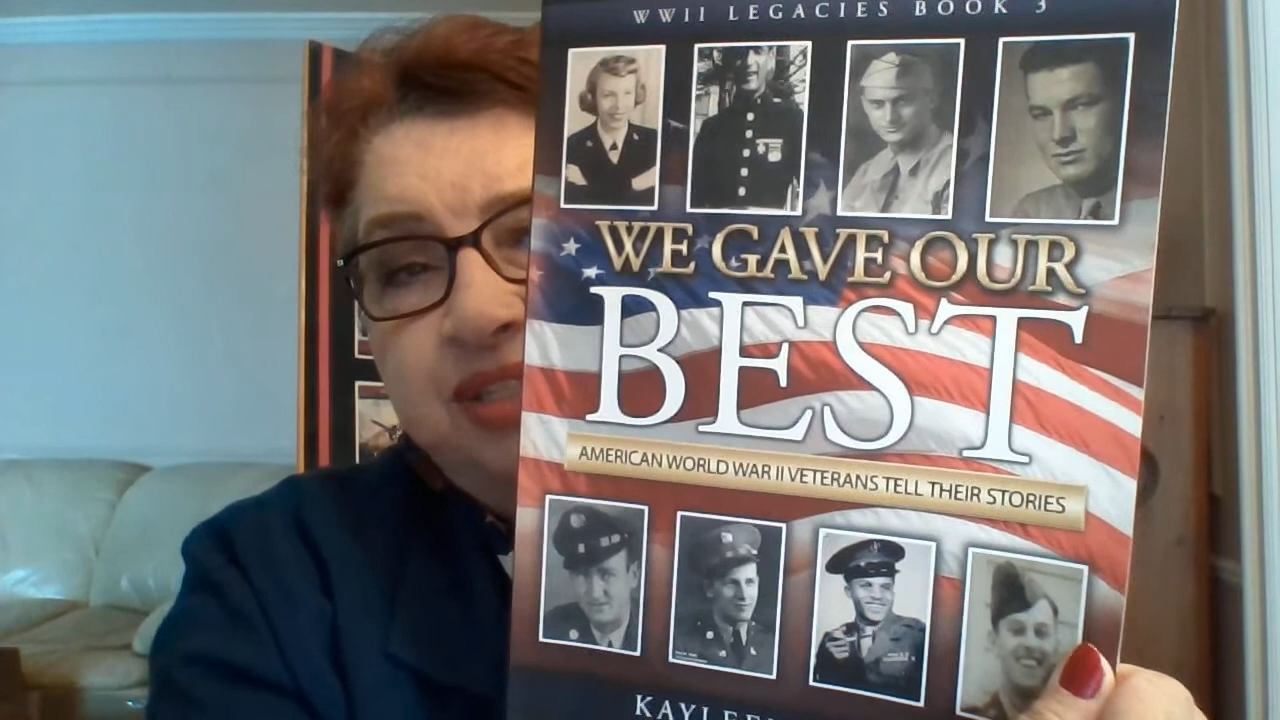 WWII LEGACIES BOOK 3
WE GAVE OUR
BEST
AMERICAN WORLD WAR II VETERANS TELL THEIR STORIES